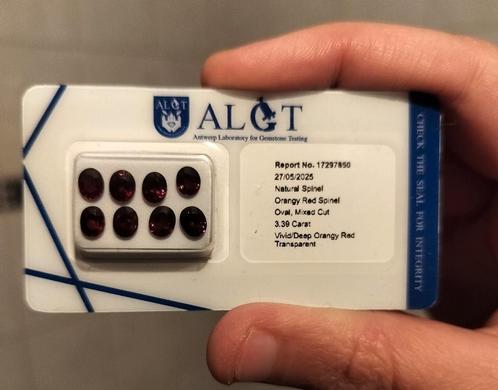 ALGT
ALGT
Antwerp Laboratory for Gemstone Testing
Report No. 17297850
27/05/2025
Natural Spinel
Orangy Red Spinel
Oval, Mixed Cut
3.39 Carat
Vivid/Deep Orangy Red
Transparent
CHECK THE SEAL FOR INTEGRITY